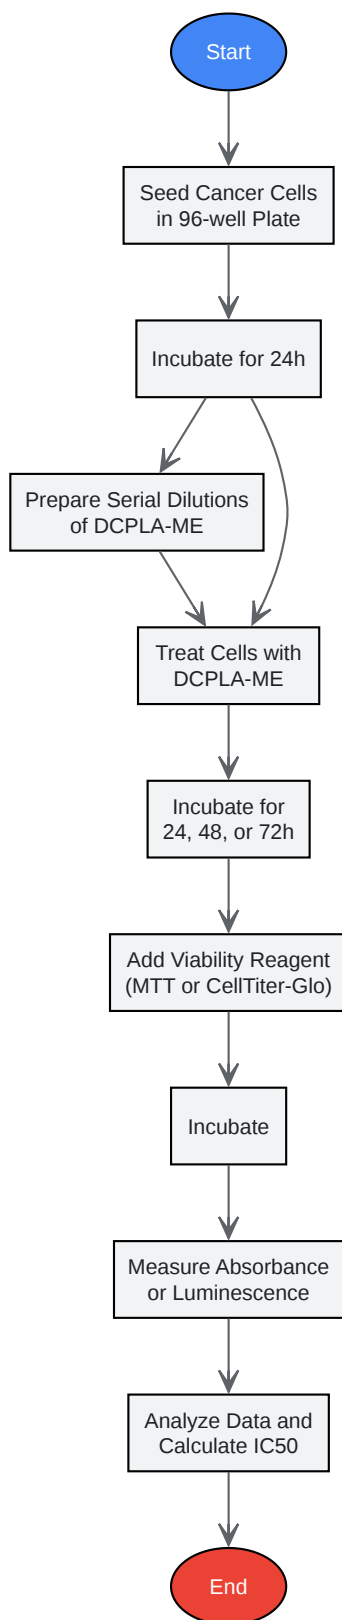 Start
Seed Cancer Cells
in 96-well Plate
Incubate for 24h
Prepare Serial Dilutions
of DCPLA-ME
Treat Cells with
DCPLA-ME
Incubate for
24, 48, or 72h
Add Viability Reagent
(MTT or CellTiter-Glo)
Incubate
Measure Absorbance
or Luminescence
Analyze Data and
Calculate IC50
End